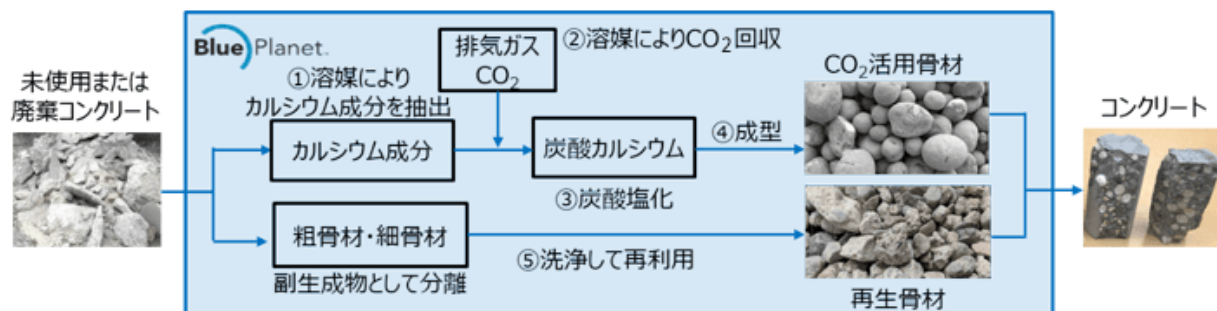 Blue Planet™
未使用または
廃棄コンクリート
①溶媒により
カルシウム成分を抽出
排気ガス
CO₂
②溶媒によりCO₂回収
カルシウム成分
炭酸カルシウム
③炭酸塩化
④成型
CO₂活用骨材
粗骨材・細骨材
副生成物として分離
⑤洗浄して再利用
再生骨材
コンクリート